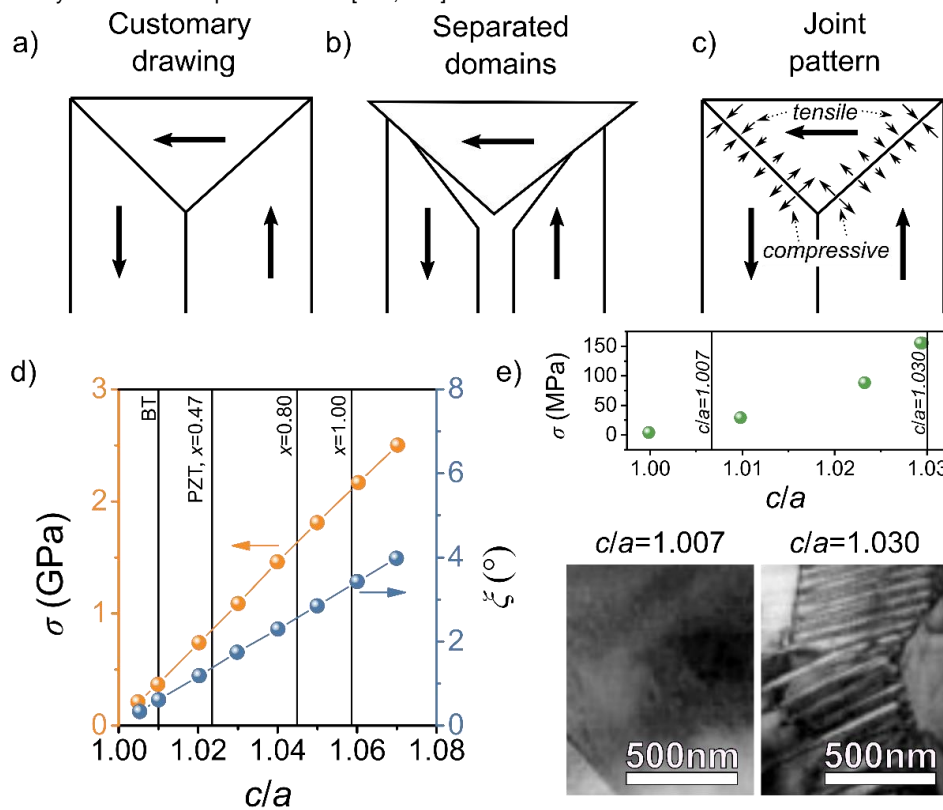 a) Customary drawing
b) Separated domains
c) Joint pattern
tensile
compressive
d)
σ (GPa)
3
2
1
0
1.00 1.02 1.04 1.06 1.08
c/a
8
6
4
2
0
ξ (°)
BT
PZT, x=0.47
x=0.80
x=1.00
e)
σ (MPa)
150
100
50
0
1.00 1.01 1.02 1.03
c/a
c/a=1.007
c/a=1.030
c/a=1.007
500nm
c/a=1.030
500nm